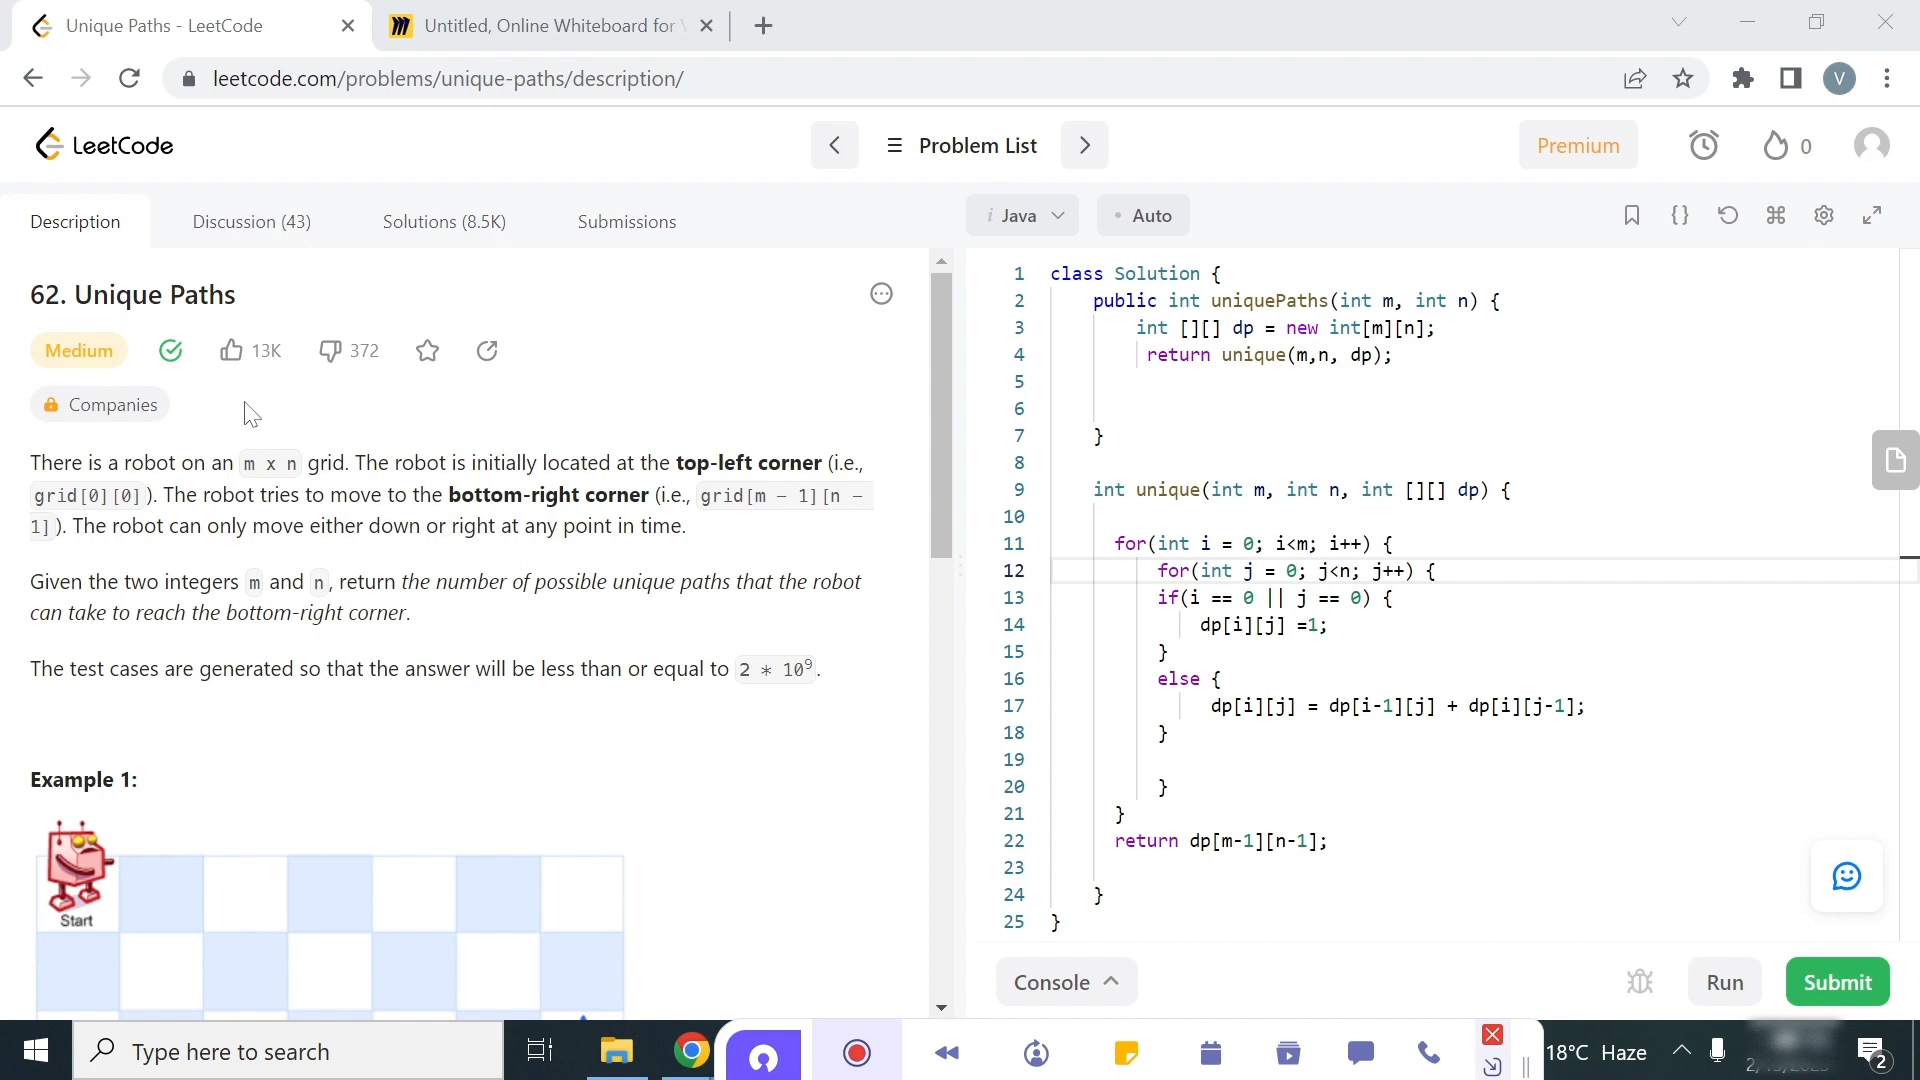 Unique Paths - LeetCode
Untitled, Online Whiteboard for
leetcode.com/problems/unique-paths/description/
V
LeetCode
Problem List
Premium
0
Description
Discussion (43)
Solutions (8.5K)
Submissions
i Java
• Auto
62. Unique Paths
Medium
13K
372
Companies
There is a robot on an m x n grid. The robot is initially located at the top-left corner (i.e.,
grid[0][0]). The robot tries to move to the bottom-right corner (i.e., grid[m - 1][n -
1]). The robot can only move either down or right at any point in time.
Given the two integers m and n, return the number of possible unique paths that the robot
can take to reach the bottom-right corner.
The test cases are generated so that the answer will be less than or equal to 2 * 10⁹.
Example 1:
Start
1 class Solution {
2 public int uniquePaths(int m, int n) {
3 int [][] dp = new int[m][n];
4 return unique(m,n, dp);
5
6
7 }
8
9 int unique(int m, int n, int [][] dp) {
10
11 for(int i = 0; i<m; i++) {
12 for(int j = 0; j<n; j++) {
13 if(i == 0 || j == 0) {
14 dp[i][j] =1;
15 }
16 else {
17 dp[i][j] = dp[i-1][j] + dp[i][j-1];
18 }
19
20 }
21 }
22 return dp[m-1][n-1];
23
24 }
25 }
Console
Run
Submit
Type here to search
18°C Haze
2